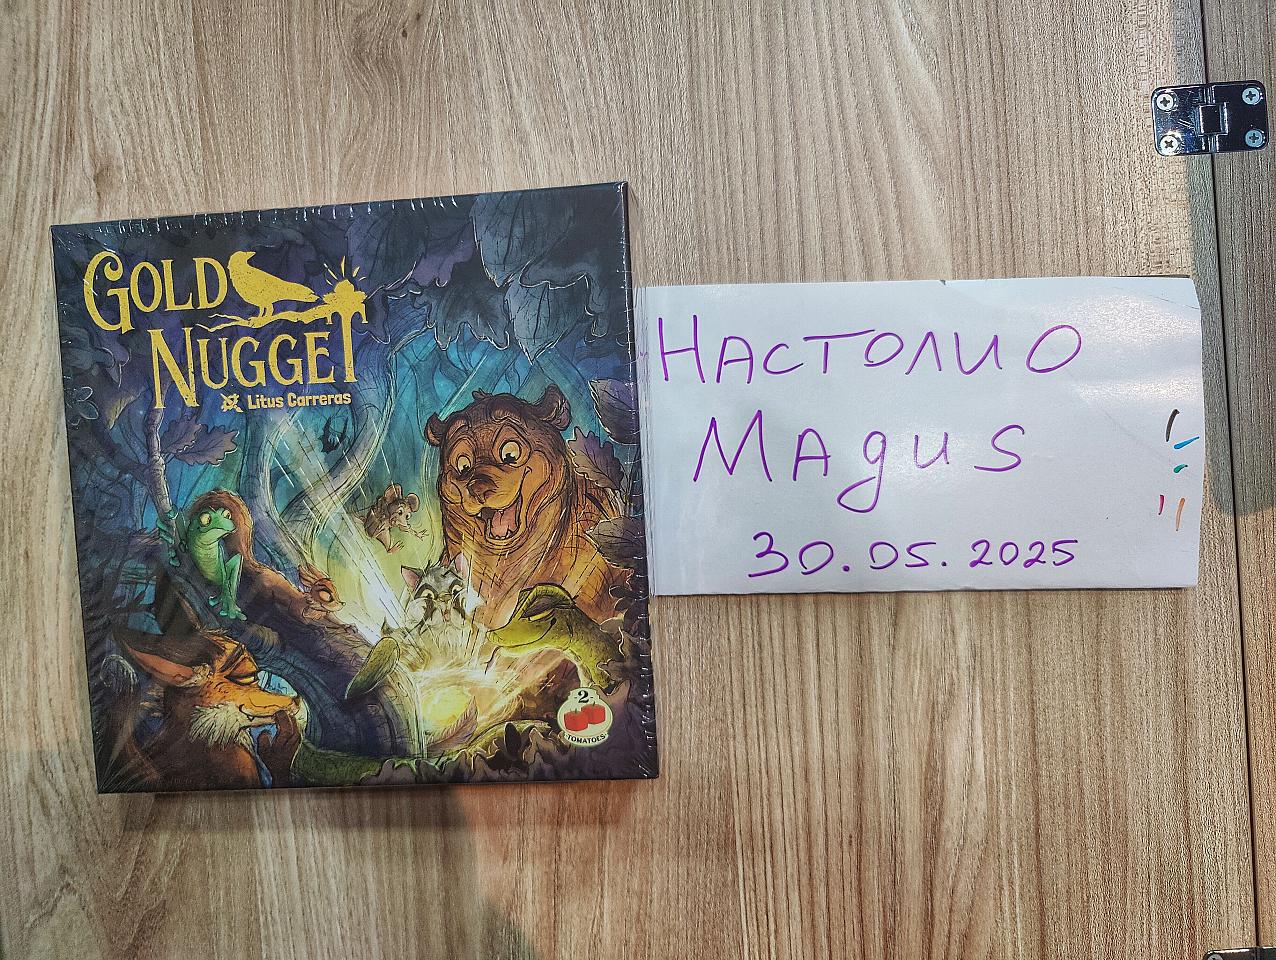 GOLD
NUGGET
Litus Carreras
-2-
TOMATOES
НАСТОЛИО
MAgus
30.05.2025